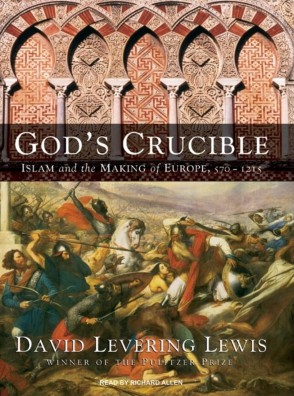 GOD'S CRUCIBLE
ISLAM and the MAKING of EUROPE, 570–1215
DAVID LEVERING LEWIS
WINNER OF THE PULITZER PRIZE
READ BY RICHARD ALLEN